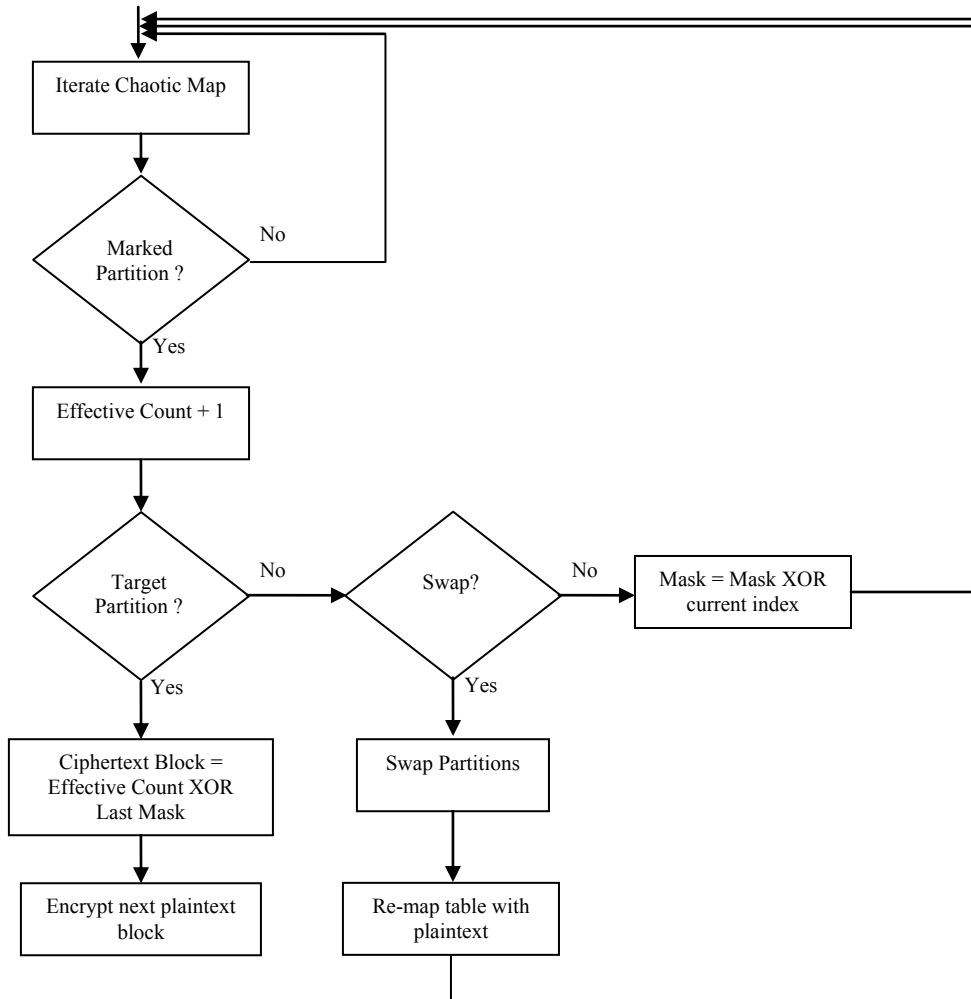 Iterate Chaotic Map
No
Marked
Partition ?
Yes
Effective Count + 1
Target
Partition ?
No
Swap?
No
Mask = Mask XOR
current index
Yes
Yes
Ciphertext Block =
Effective Count XOR
Last Mask
Swap Partitions
Encrypt next plaintext
block
Re-map table with
plaintext